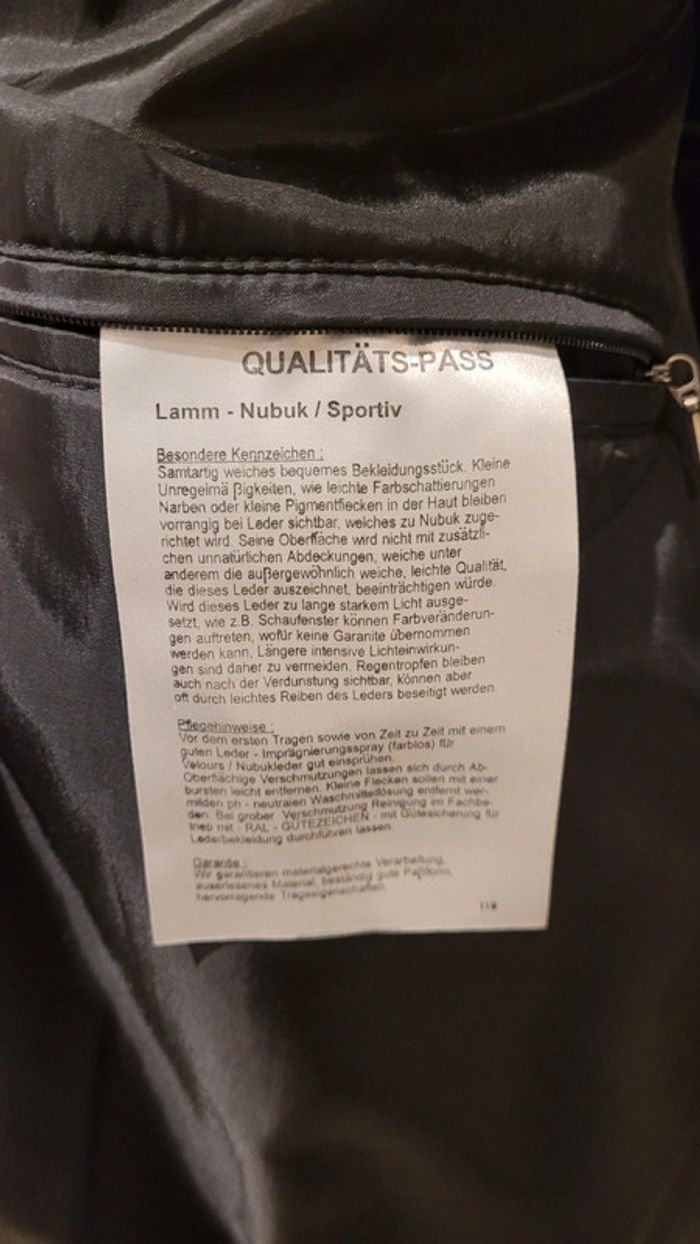 QUALITÄTS-PASS
Lamm - Nubuk / Sportiv
Besondere Kennzeichen :
Samtartig weiches bequemes Bekleidungsstück. Kleine
Unregelmä ßigkeiten, wie leichte Farbschattierungen
Narben oder kleine Pigmentflecken in der Haut bleiben
vorrangig bei Leder sichtbar, welches zu Nubuk zuge-
richtet wird. Seine Oberfläche wird nicht mit zusätzli-
chen unnatürlichen Abdeckungen, weiche unter
anderem die außergewöhnlich weiche, leichte Qualität,
die dieses Leder auszeichnet, beeinträchtigen würde.
Wird dieses Leder zu lange starkem Licht ausge-
setzt, wie z.B. Schaufenster können Farbveränderun-
gen auftreten, wofür keine Garanite übernommen
werden kann, Längere intensive Lichteinwirkun-
gen sind daher zu vermeiden. Regentropfen bleiben
auch nach der Verdunstung sichtbar, können aber
oft durch leichtes Reiben des Leders beseitigt werden.
Pflegehinweise :
Vor dem ersten Tragen sowie von Zeit zu Zeit mit einem
guten Leder - Imprägnierungsspray (farblos) für
Velours / Nubukleder gut einsprühen.
Oberflächige Verschmutzungen lassen sich durch Ab-
bursten leicht entfernen. Kleine Flecken sollen mit einer
milden ph - neutralen Waschmittellösung entfernt wer-
den. Bei grober Verschmutzung Reinigung im Fachbe-
trieb mit - RAL - GÜTEZEICHEN - mit Gütesicherung für
Lederbekleidung durchführen lassen.
Garantie :
Wir garantieren materialgerechte Verarbeitung,
auserlesenes Material, beständig gute Paßform,
hervorragende Trageeigenschaften.